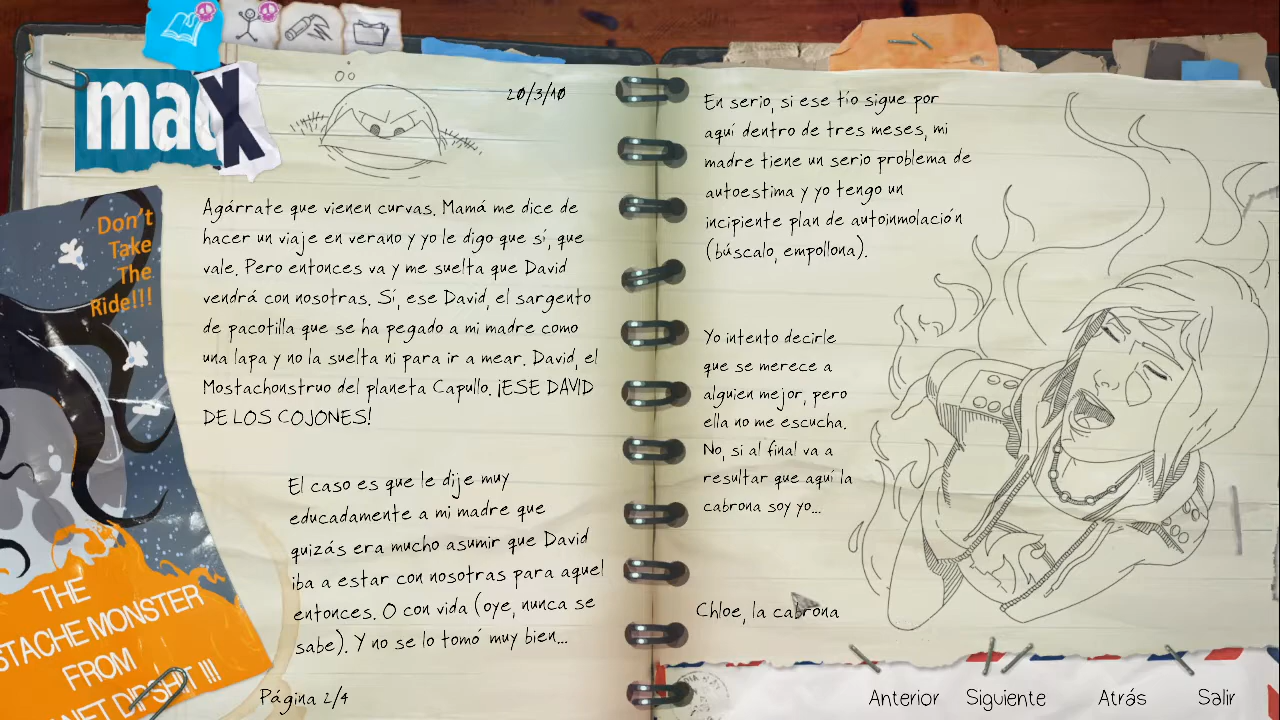 maxX
20/3/10
Don't
Take
The
Ride!!!
Agárrate que vienen curvas. Mamá me dice de
hacer un viaje en verano y yo le digo que sí, que
vale. Pero entonces va y me suelta que David
vendrá con nosotras. Sí, ese David, el sargento
de pacotilla que se ha pegado a mi madre como
una lapa y no la suelta ni para ir a mear. David, el
Mostachonstruo del planeta Capullo. ¡ESE DAVID
DE LOS COJONES!
El caso es que le dije muy
educadamente a mi madre que
quizás era mucho asumir que David
iba a estar con nosotras para aquel
entonces. O con vida (oye, nunca se
sabe). Y no se lo tomó muy bien...
THE
STACHE MONSTER
FROM
NET DIPSHIT !!!
Página 2/4
En serio, si ese tío sigue por
aquí dentro de tres meses, mi
madre tiene un serio problema de
autoestima y yo tengo un
incipiente plan de autoinmolación
(búscalo, empollona).
Yo intento decirle
que se merece a
alguien mejor, pero
ella no me escucha.
No, si al final va a
resultar que aquí la
cabrona soy yo...
Chloe, la cabrona
Anterior Siguiente Atrás Salir